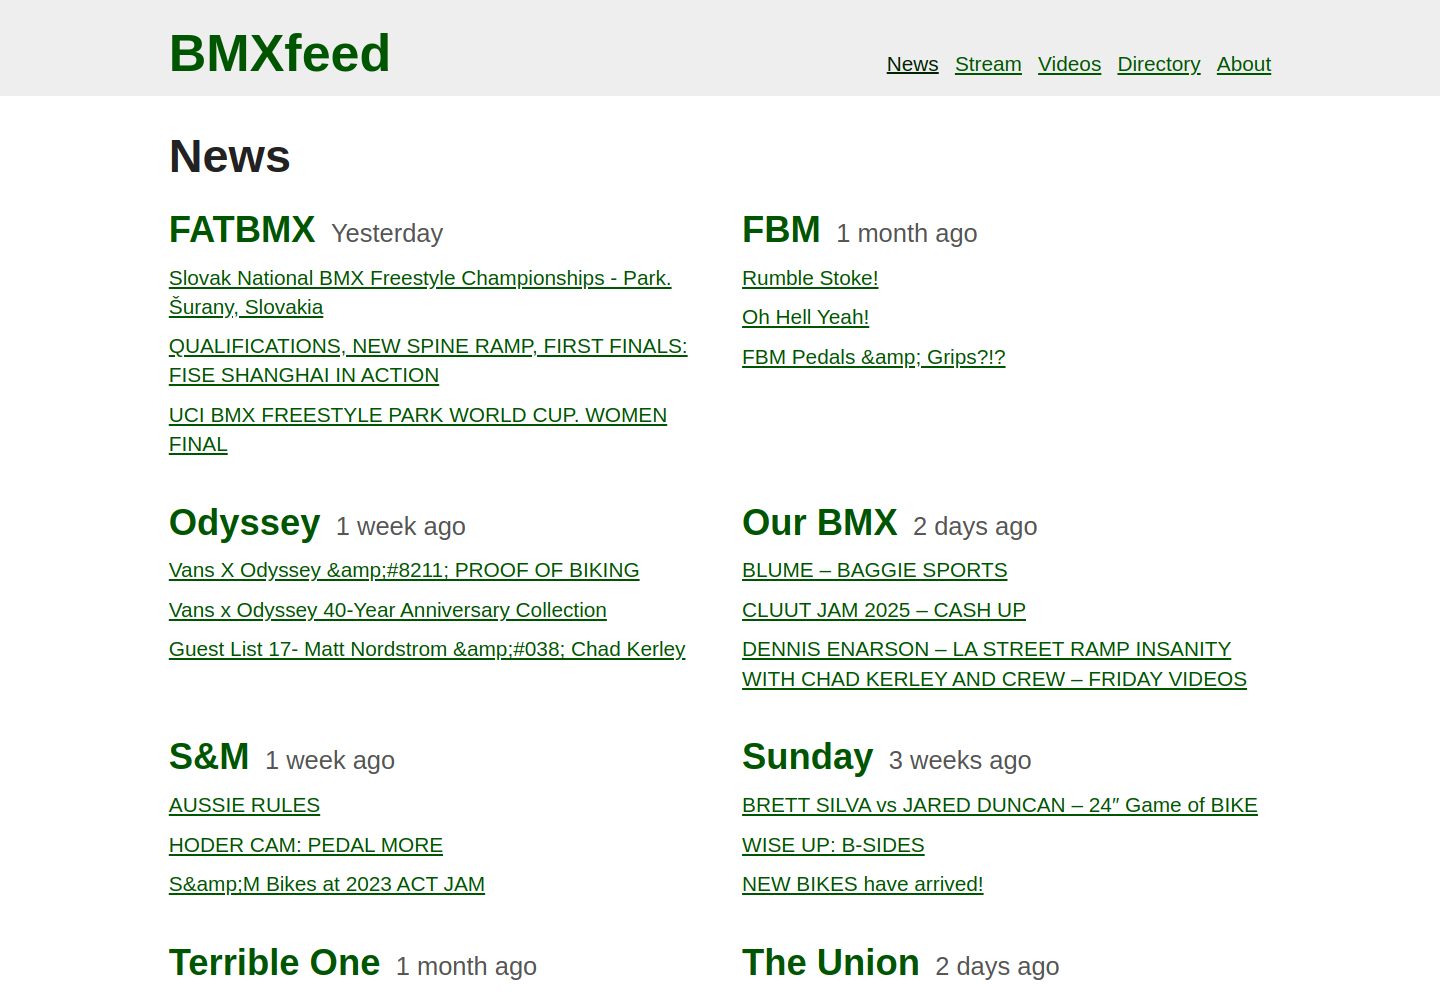 BMXfeed
News Stream Videos Directory About
News
FATBMX Yesterday
Slovak National BMX Freestyle Championships - Park.
Šurany, Slovakia
QUALIFICATIONS, NEW SPINE RAMP, FIRST FINALS:
FISE SHANGHAI IN ACTION
UCI BMX FREESTYLE PARK WORLD CUP. WOMEN
FINAL
FBM 1 month ago
Rumble Stoke!
Oh Hell Yeah!
FBM Pedals &amp; Grips?!?
Odyssey 1 week ago
Vans X Odyssey &amp;#8211; PROOF OF BIKING
Vans x Odyssey 40-Year Anniversary Collection
Guest List 17- Matt Nordstrom &amp;#038; Chad Kerley
Our BMX 2 days ago
BLUME – BAGGIE SPORTS
CLUUT JAM 2025 – CASH UP
DENNIS ENARSON – LA STREET RAMP INSANITY
WITH CHAD KERLEY AND CREW – FRIDAY VIDEOS
S&M 1 week ago
AUSSIE RULES
HODER CAM: PEDAL MORE
S&amp;M Bikes at 2023 ACT JAM
Sunday 3 weeks ago
BRETT SILVA vs JARED DUNCAN – 24″ Game of BIKE
WISE UP: B-SIDES
NEW BIKES have arrived!
Terrible One 1 month ago
The Union 2 days ago